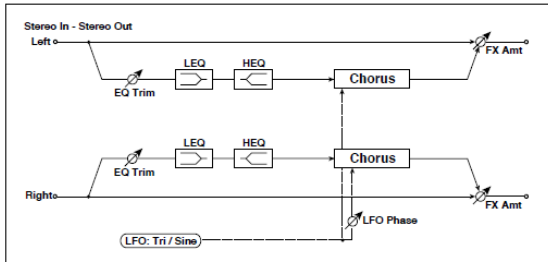 Stereo In - Stereo Out
Left
FX Amt
LEQ HEQ
Chorus
EQ Trim
LEQ HEQ
Chorus
EQ Trim
Right
FX Amt
LFO Phase
LFO: Tri / Sine